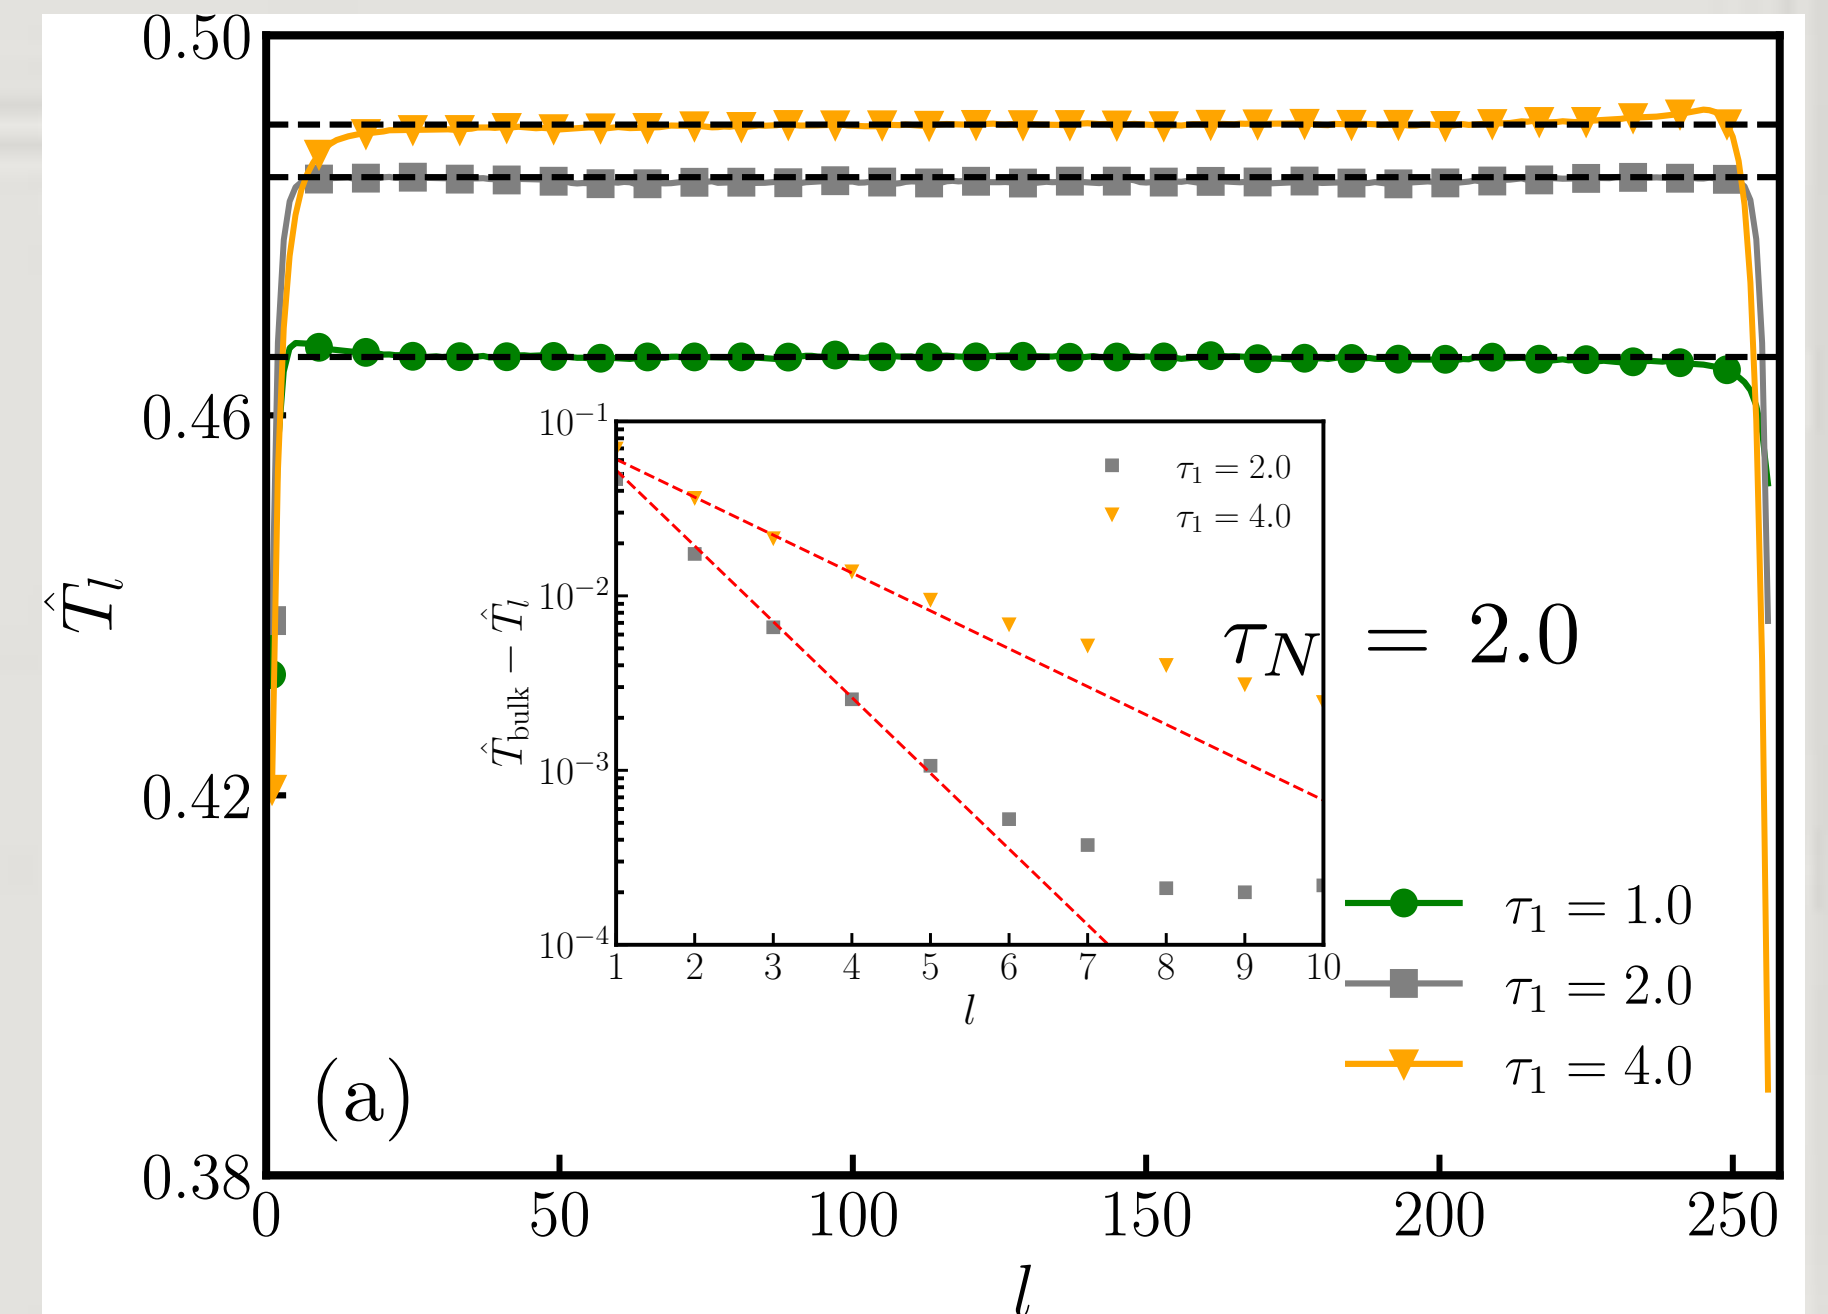 0.50
0.46
0.42
0.38
T̂_l
0 50 100 150 200 250
l
(a)
τ_N = 2.0
τ_1 = 1.0
τ_1 = 2.0
τ_1 = 4.0
10^{-1}
10^{-2}
10^{-3}
10^{-4}
T̂_bulk − T̂_l
1 2 3 4 5 6 7 8 9 10
l
τ_1 = 2.0
τ_1 = 4.0